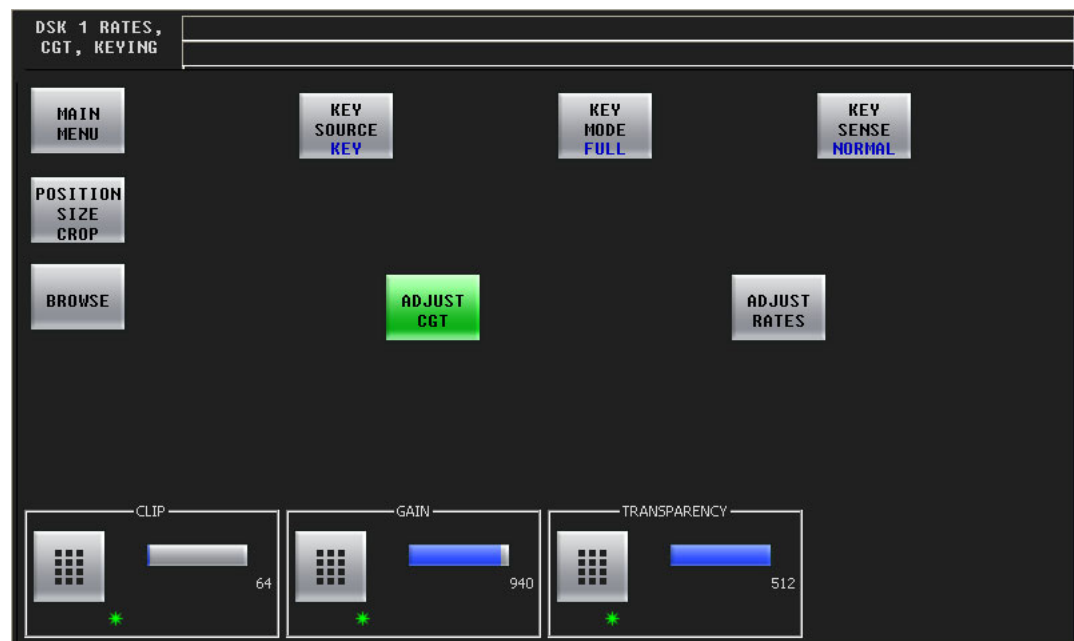 DSK 1 RATES,
CGT, KEYING
MAIN
MENU
KEY
SOURCE
KEY
KEY
MODE
FULL
KEY
SENSE
NORMAL
POSITION
SIZE
CROP
BROWSE
ADJUST
CGT
ADJUST
RATES
CLIP
64
GAIN
940
TRANSPARENCY
512